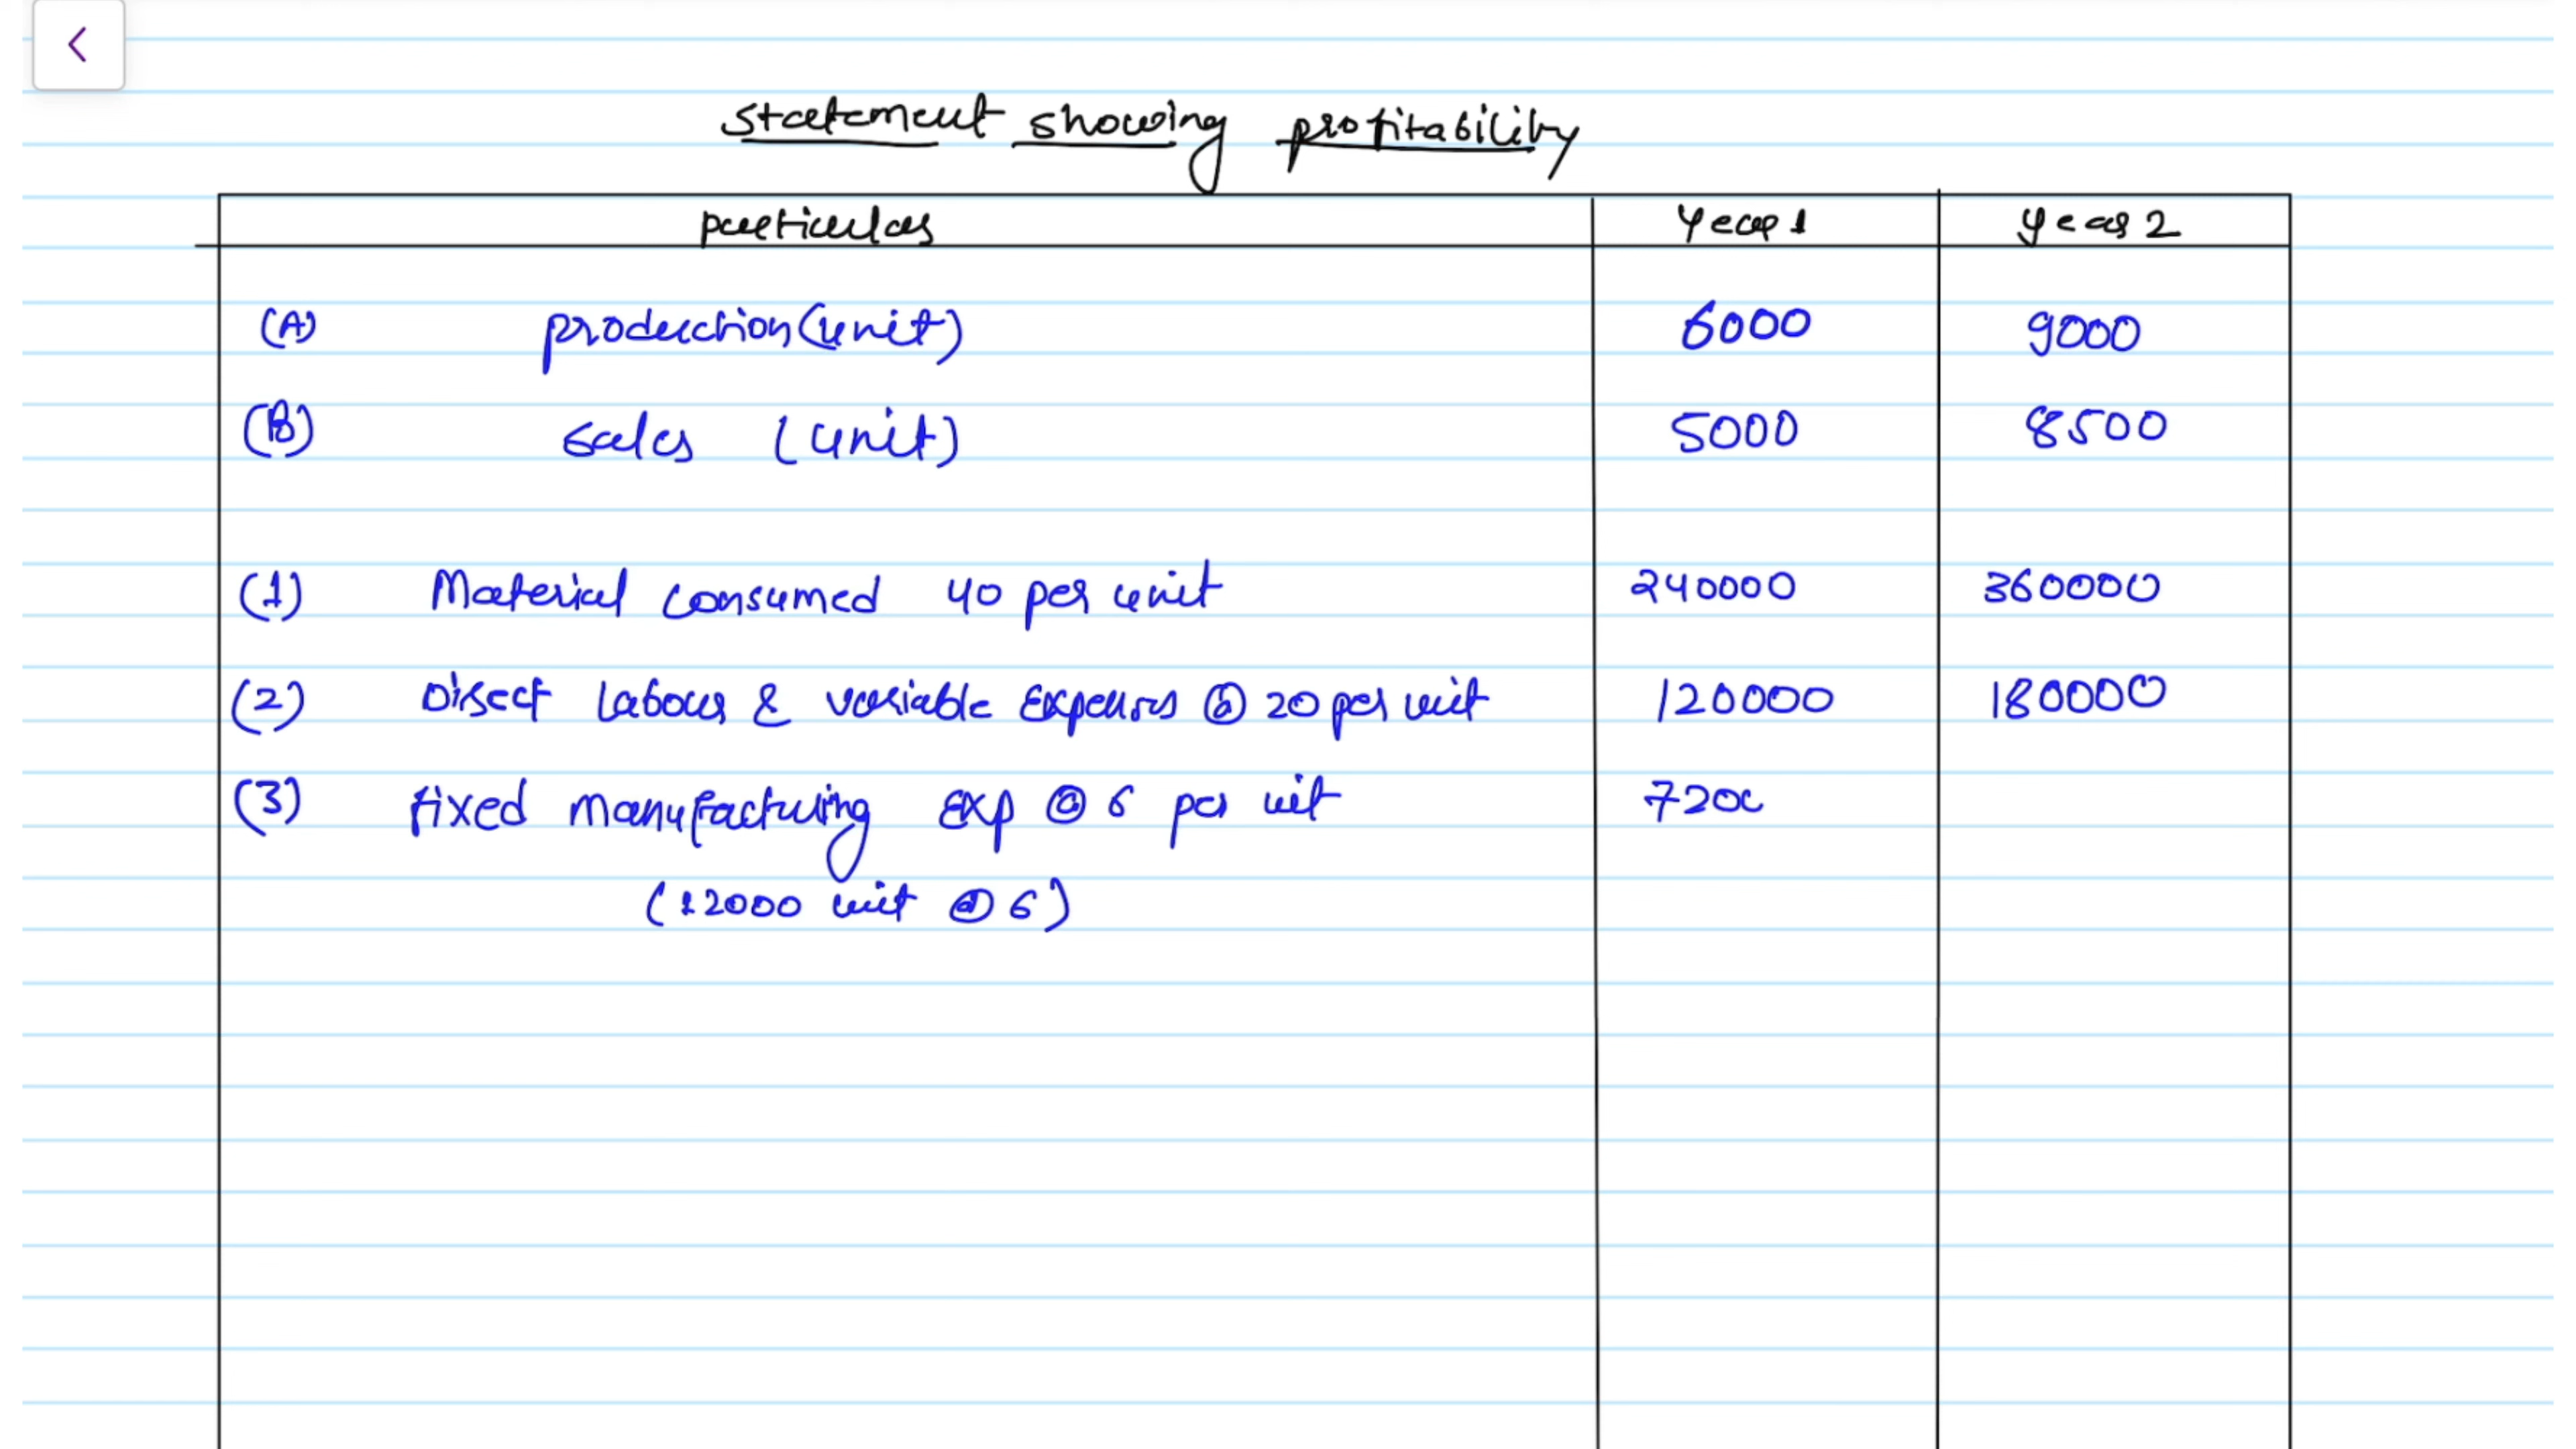 statement showing profitability
particulars Year 1 Year 2
(A) production(unit) 6000 9000
(B) sales (unit) 5000 8500
(1) Material consumed 40 per unit 240000 360000
(2) Direct labour & variable Expenses @ 20 per unit 120000 180000
(3) fixed manufacturing Exp @ 6 per unit 7200
(12000 unit @ 6)